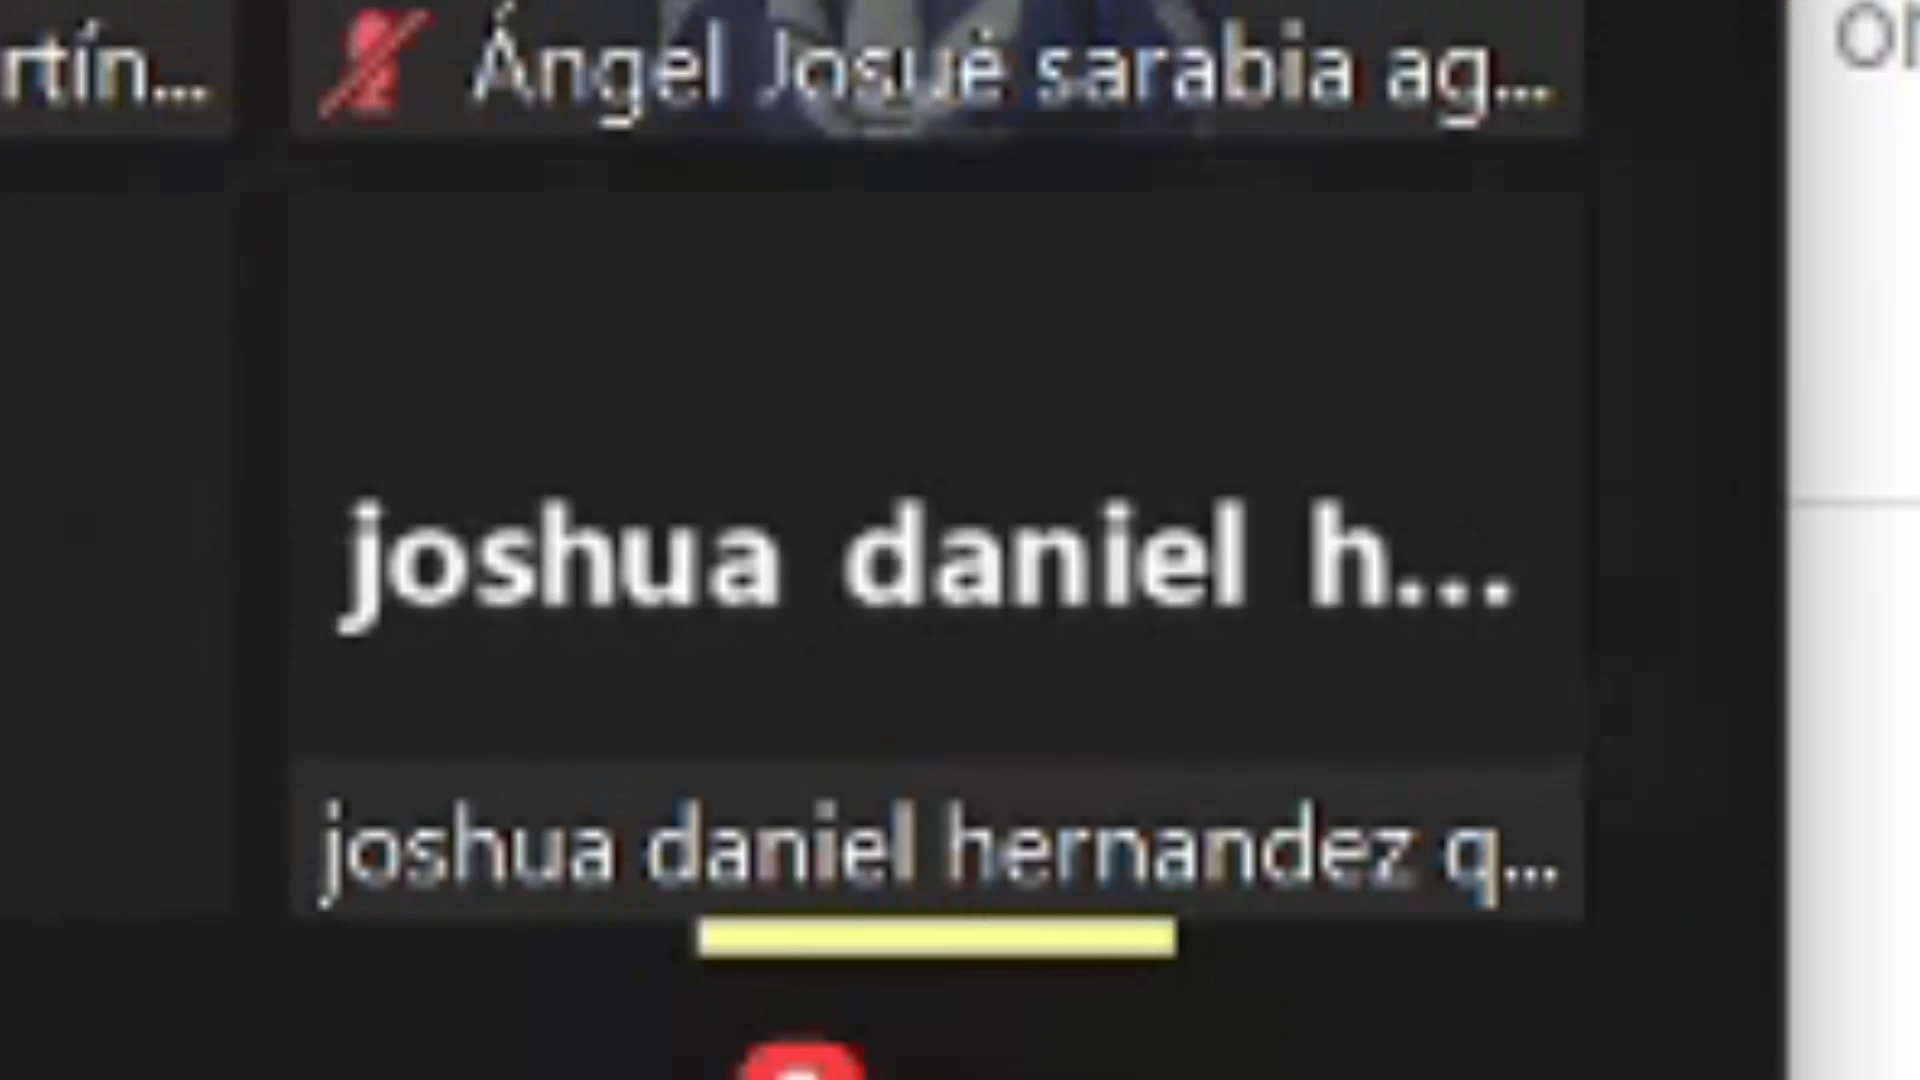 rtín...
Ángel Josué sarabia ag...
joshua daniel h...
joshua daniel hernandez q...